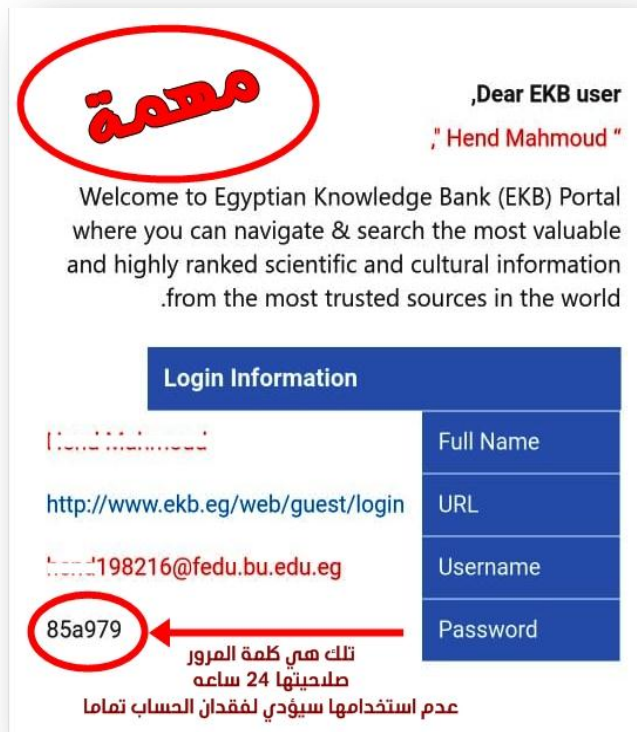 مهمة
,Dear EKB user
," Hend Mahmoud “
Welcome to Egyptian Knowledge Bank (EKB) Portal
where you can navigate & search the most valuable
and highly ranked scientific and cultural information
.from the most trusted sources in the world
Login Information
Full Name
http://www.ekb.eg/web/guest/login URL
198216@fedu.bu.edu.eg Username
85a979 Password
تلك هي كلمة المرور
صلاحيتها 24 ساعه
عدم استخدامها سيؤدي لفقدان الحساب تماما